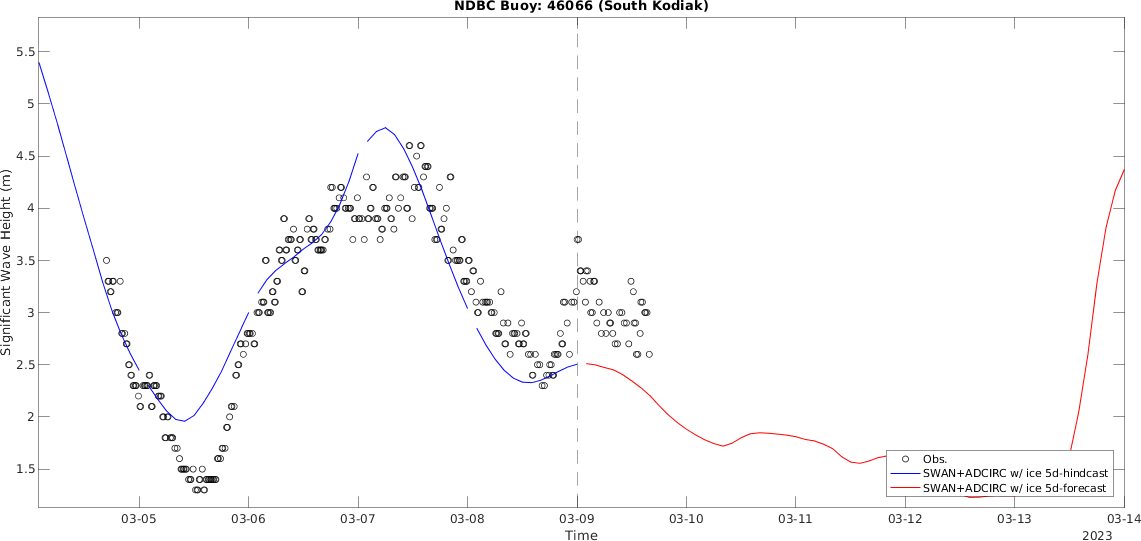 NDBC Buoy: 46066 (South Kodiak)
Significant Wave Height (m)
5.5
5
4.5
4
3.5
3
2.5
2
1.5
Obs.
SWAN+ADCIRC w/ ice 5d-hindcast
SWAN+ADCIRC w/ ice 5d-forecast
03-05 03-06 03-07 03-08 03-09 03-10 03-11 03-12 03-13 03-14
Time
2023